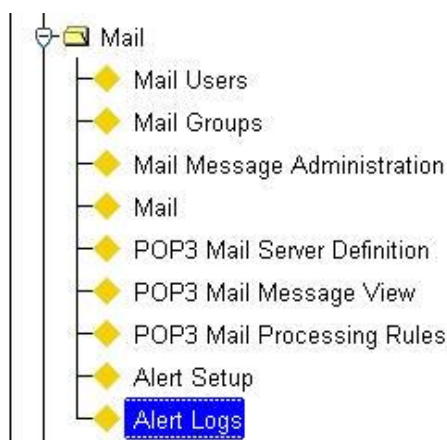 Mail
Mail Users
Mail Groups
Mail Message Administration
Mail
POP3 Mail Server Definition
POP3 Mail Message View
POP3 Mail Processing Rules
Alert Setup
Alert Logs